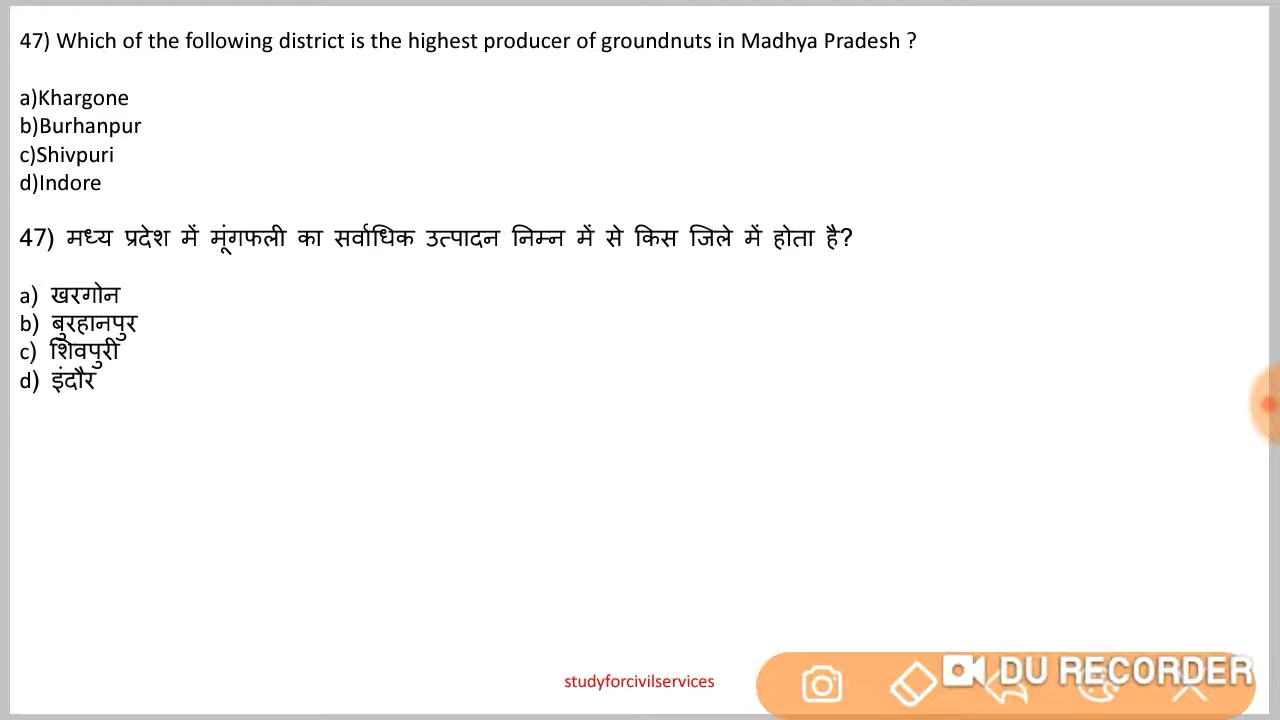 47) Which of the following district is the highest producer of groundnuts in Madhya Pradesh ?
a)Khargone
b)Burhanpur
c)Shivpuri
d)Indore
47) मध्य प्रदेश में मूंगफली का सर्वाधिक उत्पादन निम्न में से किस जिले में होता है?
a) खरगोन
b) बुरहानपुर
c) शिवपुरी
d) इंदौर
studyforcivilservices
DU RECORDER